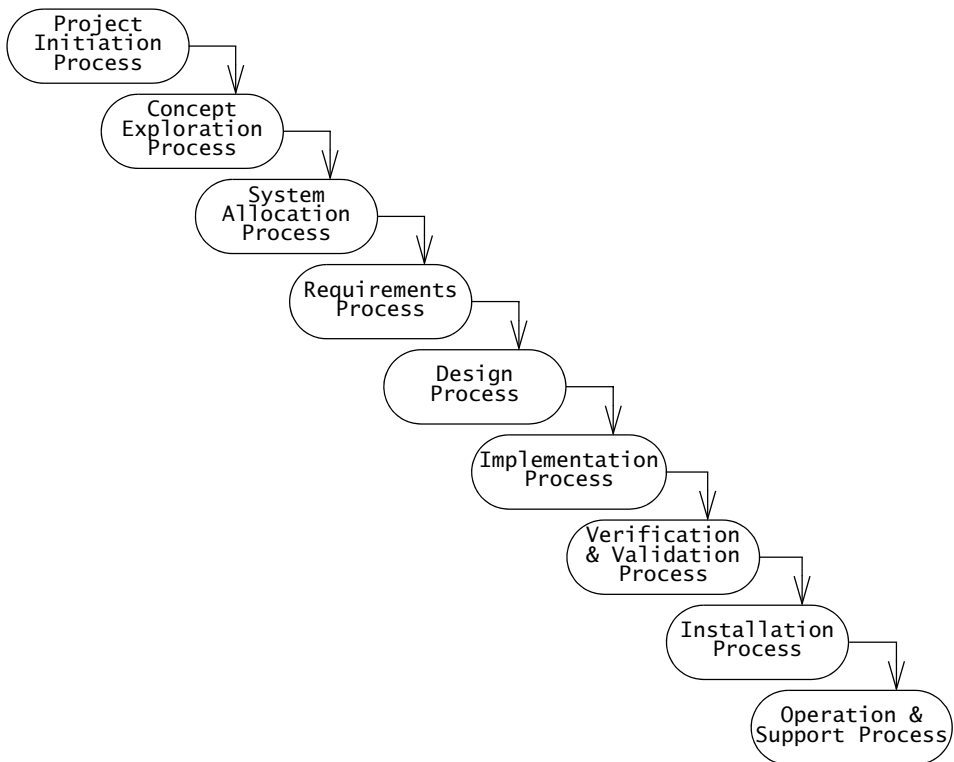 Project
Initiation
Process
Concept
Exploration
Process
System
Allocation
Process
Requirements
Process
Design
Process
Implementation
Process
Verification
& Validation
Process
Installation
Process
Operation &
Support Process